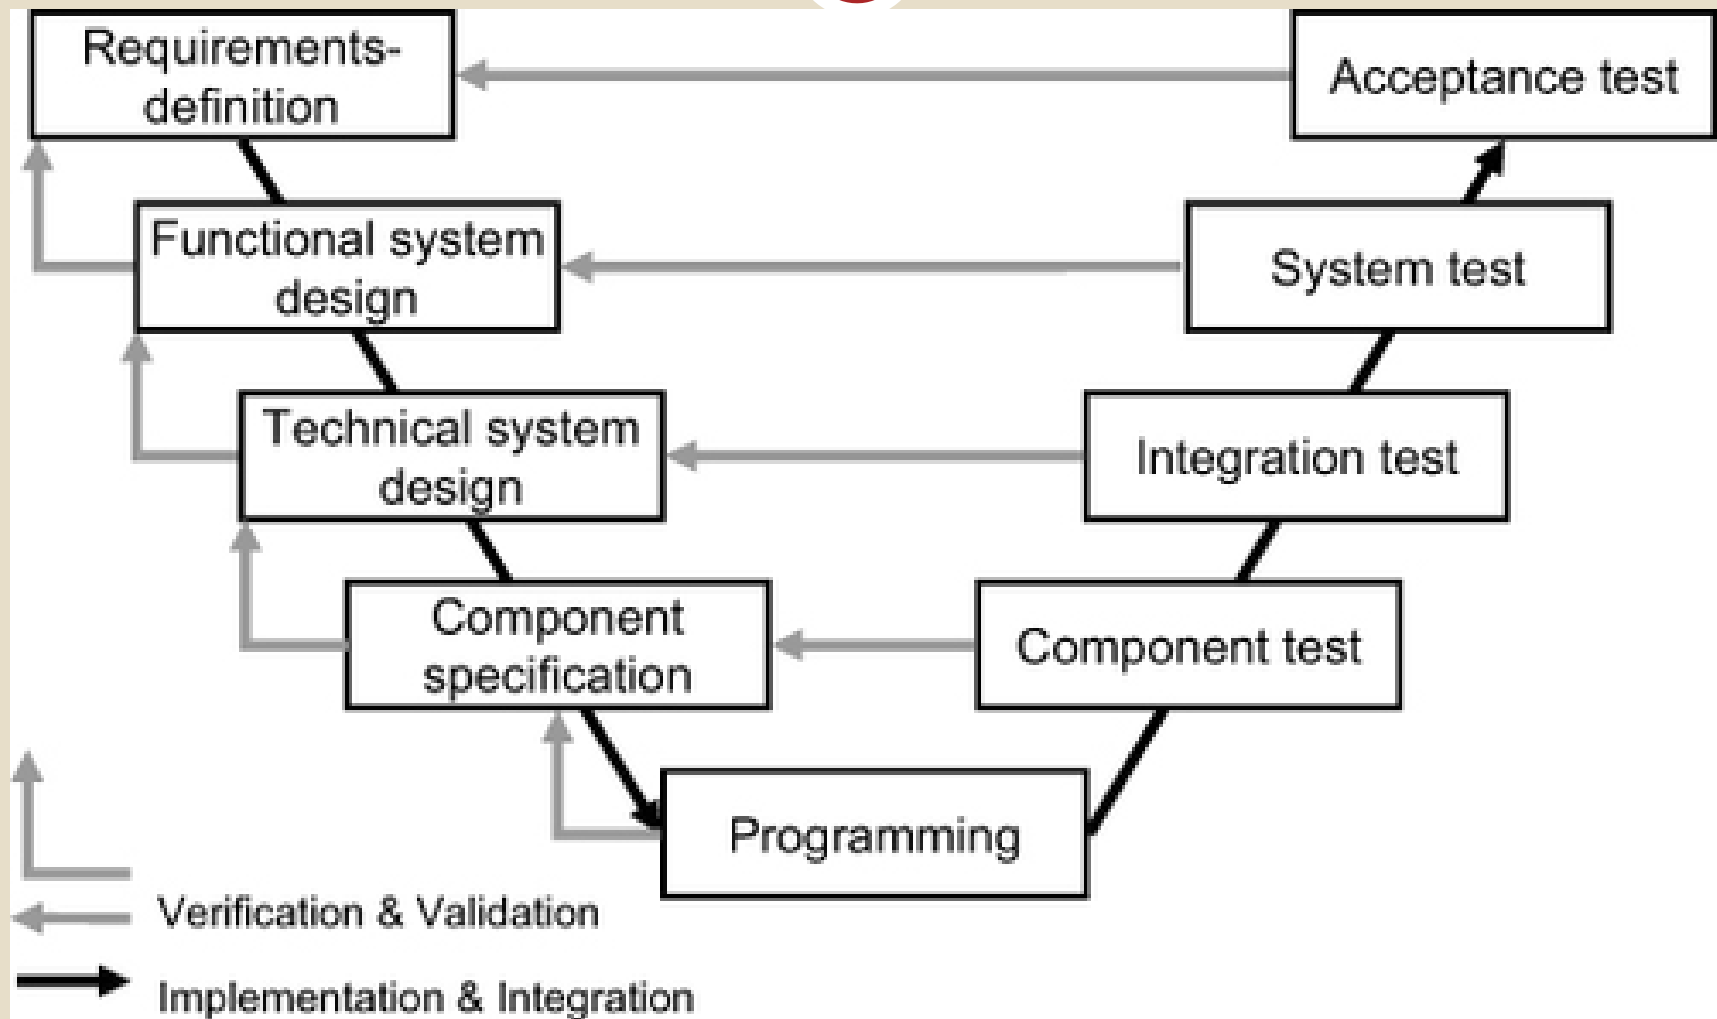 Requirements-
definition
Acceptance test
Functional system
design
System test
Technical system
design
Integration test
Component
specification
Component test
Programming
Verification & Validation
Implementation & Integration